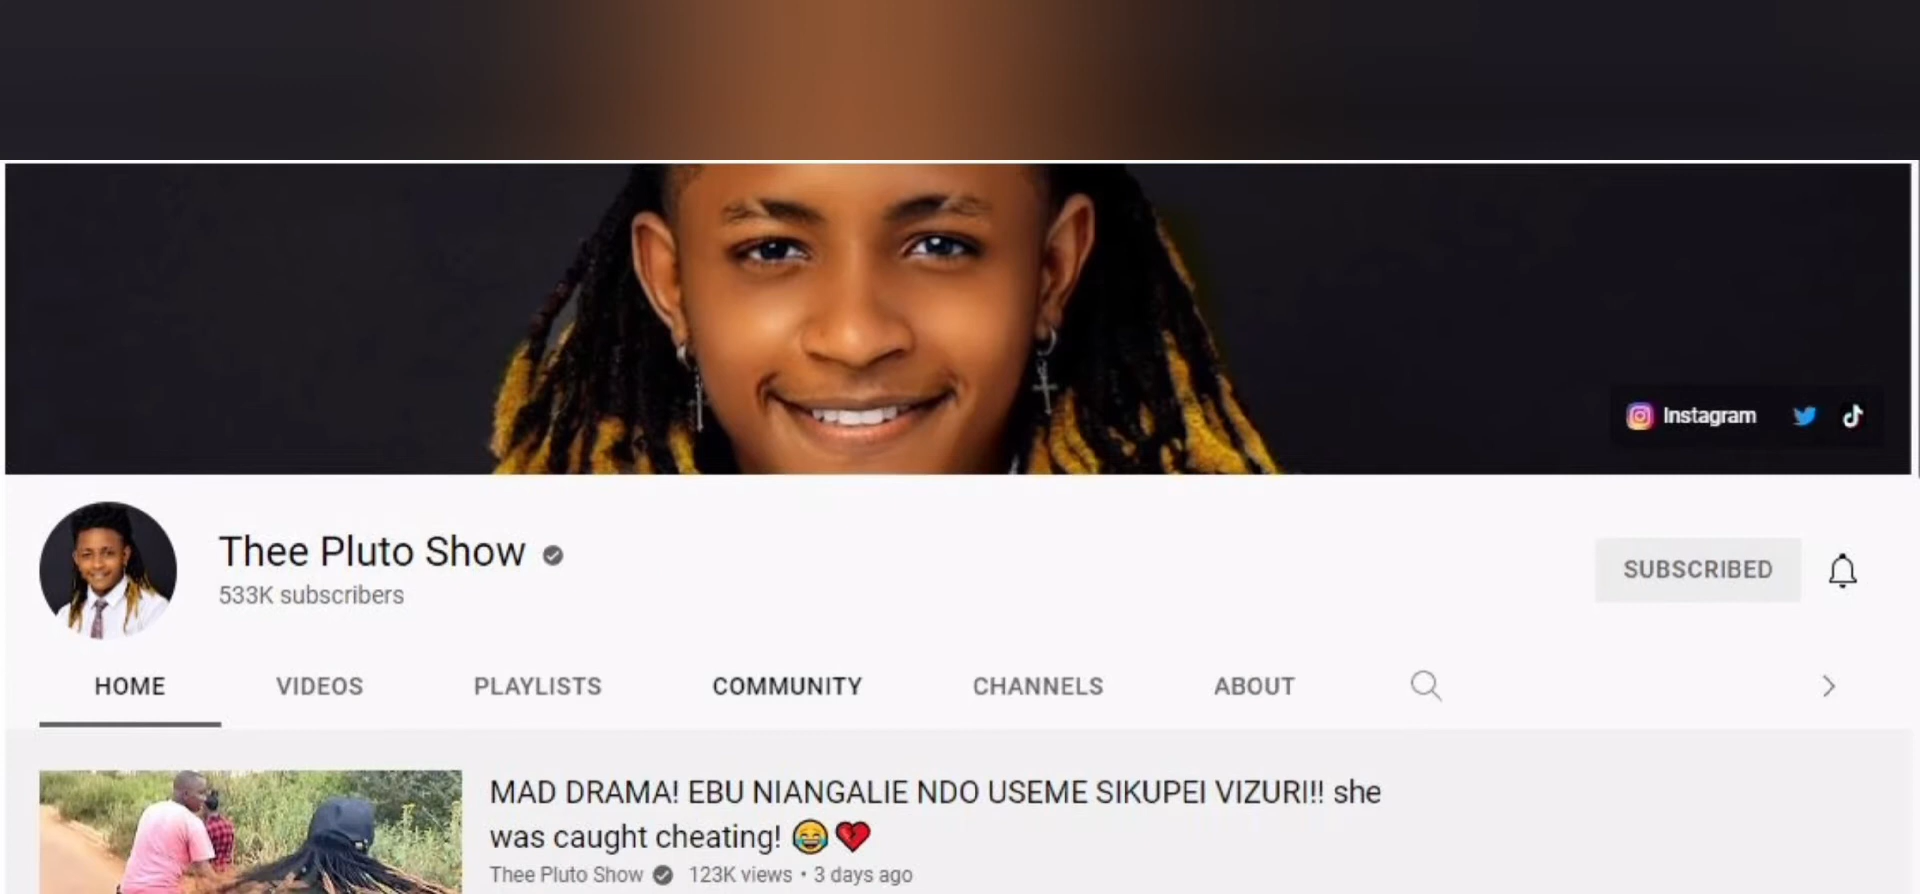 Instagram
Thee Pluto Show
533K subscribers
SUBSCRIBED
HOME VIDEOS PLAYLISTS COMMUNITY CHANNELS ABOUT
MAD DRAMA! EBU NIANGALIE NDO USEME SIKUPEI VIZURI!! she
was caught cheating! 😂💔
Thee Pluto Show 123K views • 3 days ago